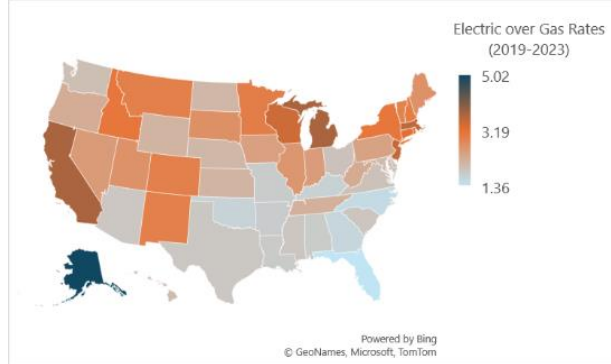 Electric over Gas Rates
(2019-2023)
5.02
3.19
1.36
Powered by Bing
© GeoNames, Microsoft, TomTom